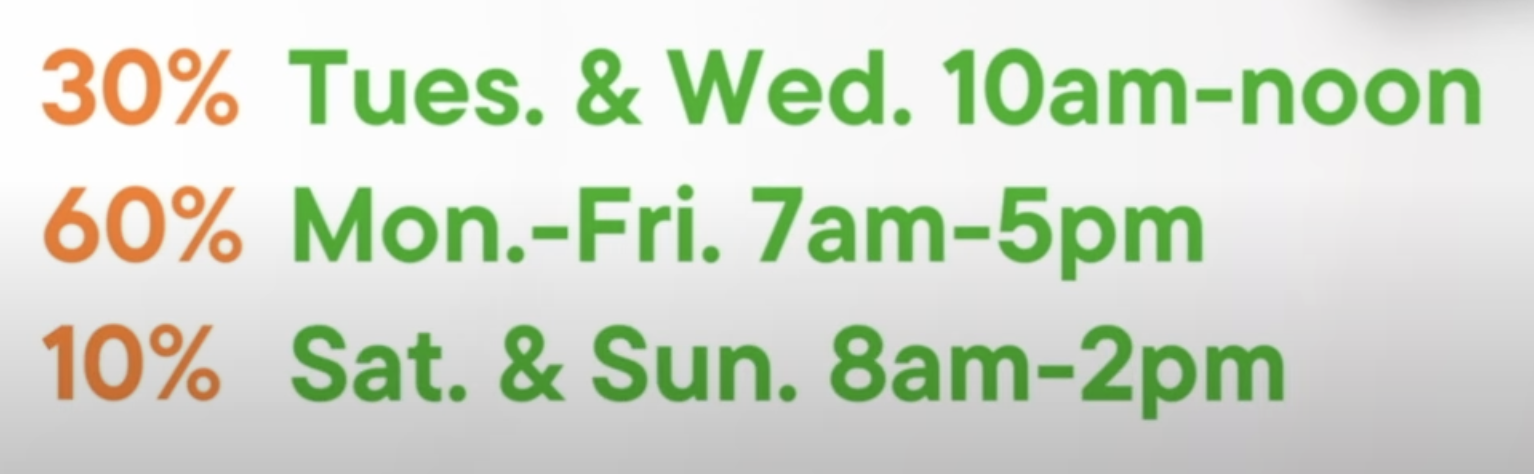 30% Tues. & Wed. 10am-noon
60% Mon.-Fri. 7am-5pm
10% Sat. & Sun. 8am-2pm